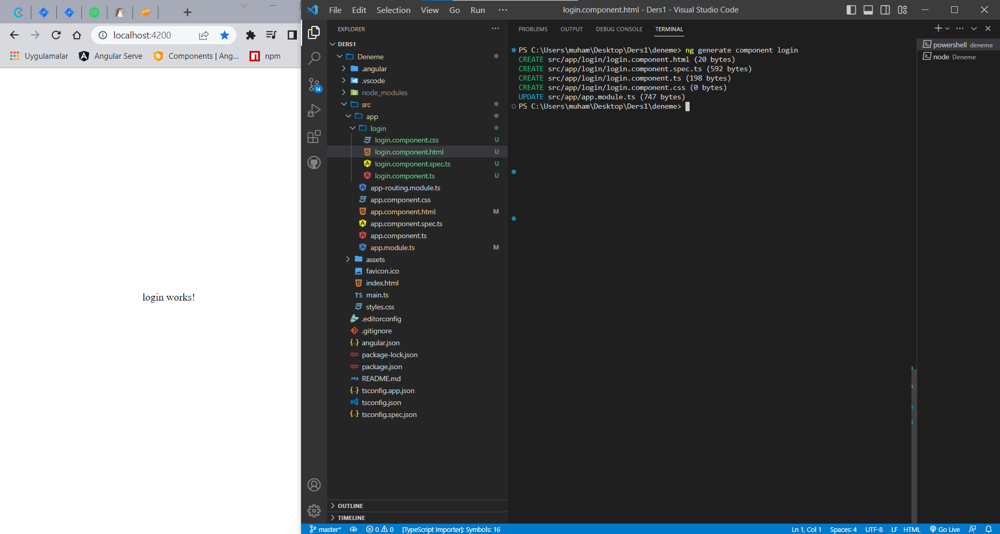 localhost:4200
Uygulamalar
Angular Serve
Components | Ang...
npm
login works!
File Edit Selection View Go Run ...
login.component.html - Ders1 - Visual Studio Code
EXPLORER ...
DERS1
Deneme
.angular
.vscode
node_modules
14
src
app
login
login.component.css U
login.component.html U
login.component.spec.ts U
login.component.ts U
app-routing.module.ts
app.component.css
app.component.html M
app.component.spec.ts
app.component.ts
app.module.ts M
assets
favicon.ico
index.html
TS main.ts
styles.css
.editorconfig
.gitignore
{..} angular.json
package-lock.json
package.json
README.md
{..} tsconfig.app.json
tsconfig.json
{..} tsconfig.spec.json
OUTLINE
TIMELINE
PROBLEMS OUTPUT DEBUG CONSOLE TERMINAL
PS C:\Users\muham\Desktop\Ders1\deneme> ng generate component login
CREATE src/app/login/login.component.html (20 bytes)
CREATE src/app/login/login.component.spec.ts (592 bytes)
CREATE src/app/login/login.component.ts (198 bytes)
CREATE src/app/login/login.component.css (0 bytes)
UPDATE src/app/app.module.ts (747 bytes)
PS C:\Users\muham\Desktop\Ders1\deneme>
powershell deneme
node Deneme
master* 0 0 [TypeScript Importer]: Symbols: 16
Ln 1, Col 1 Spaces: 4 UTF-8 LF HTML Go Live